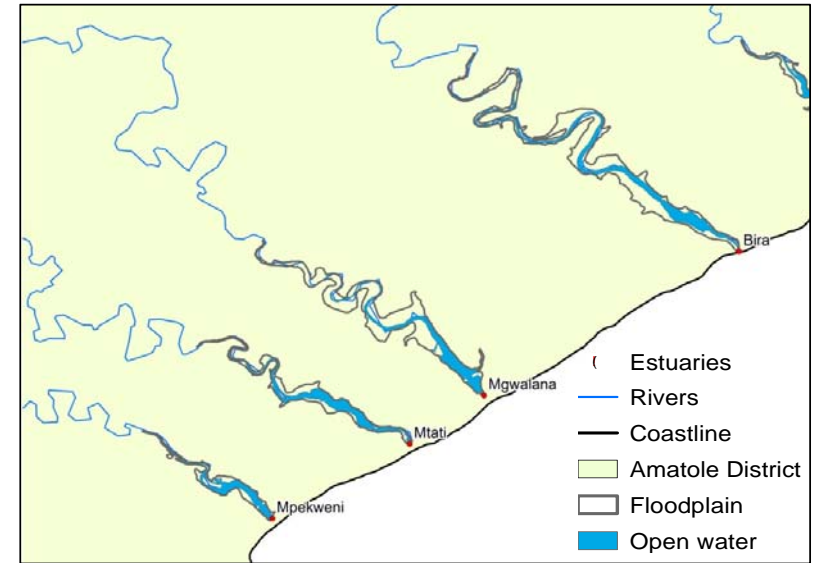 Bira
Mgwalana
Mtati
Mpekweni
Estuaries
Rivers
Coastline
Amatole District
Floodplain
Open water